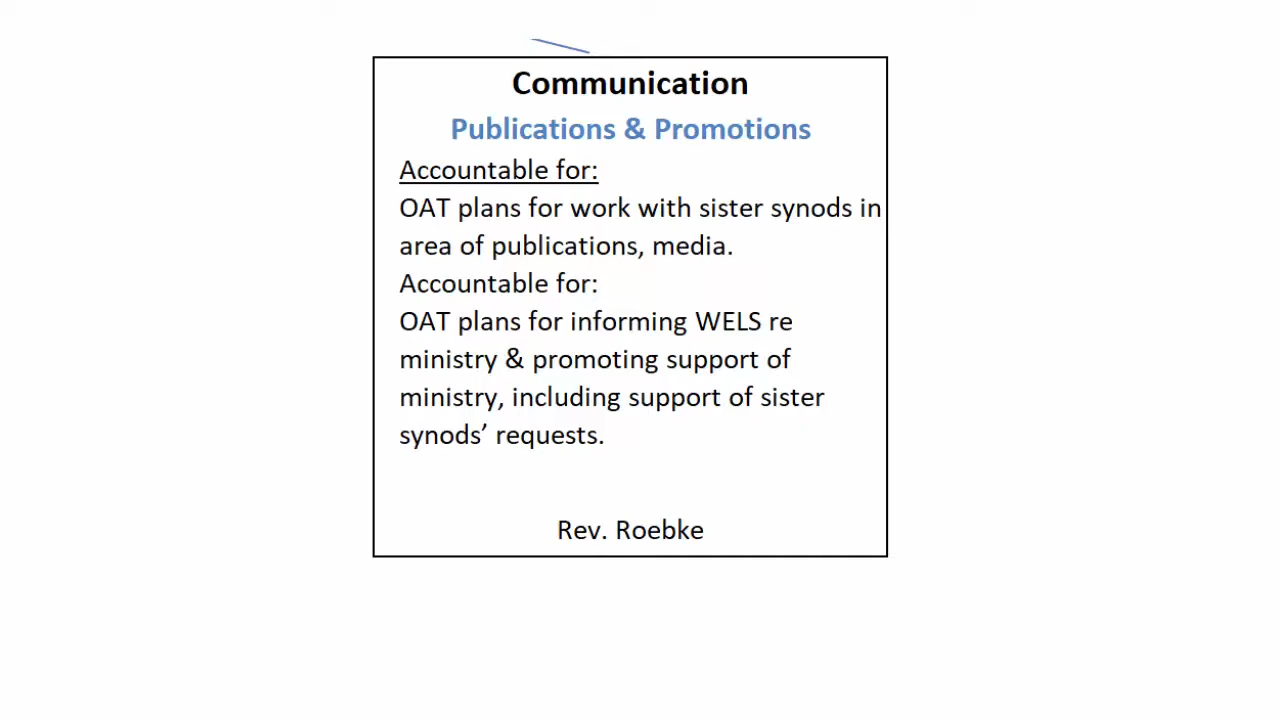 Communication
Publications & Promotions
Accountable for:
OAT plans for work with sister synods in
area of publications, media.
Accountable for:
OAT plans for informing WELS re
ministry & promoting support of
ministry, including support of sister
synods’ requests.
Rev. Roebke